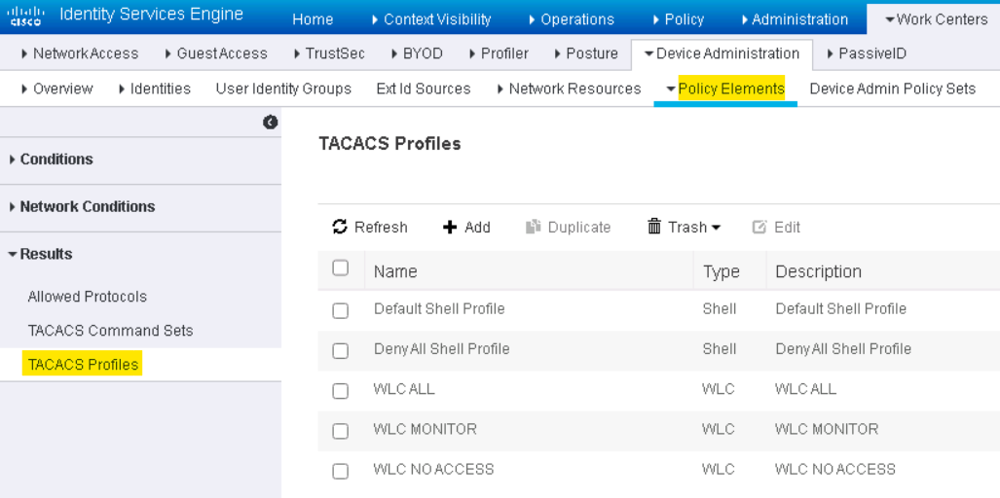 cisco Identity Services Engine Home Context Visibility Operations Policy Administration Work Centers
Network Access Guest Access TrustSec BYOD Profiler Posture Device Administration PassiveID
Overview Identities User Identity Groups Ext Id Sources Network Resources Policy Elements Device Admin Policy Sets
Conditions
Network Conditions
Results
Allowed Protocols
TACACS Command Sets
TACACS Profiles
TACACS Profiles
Refresh Add Duplicate Trash Edit
Name Type Description
Default Shell Profile Shell Default Shell Profile
Deny All Shell Profile Shell Deny All Shell Profile
WLC ALL WLC WLC ALL
WLC MONITOR WLC WLC MONITOR
WLC NO ACCESS WLC WLC NO ACCESS